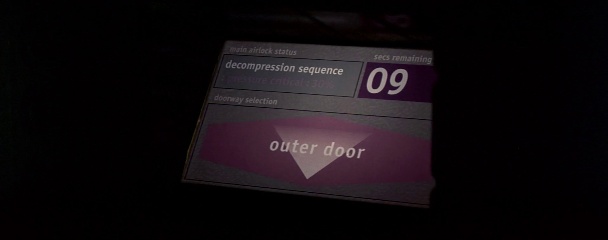 main airlock status
secs remaining
decompression sequence
09
doorway selection
outer door